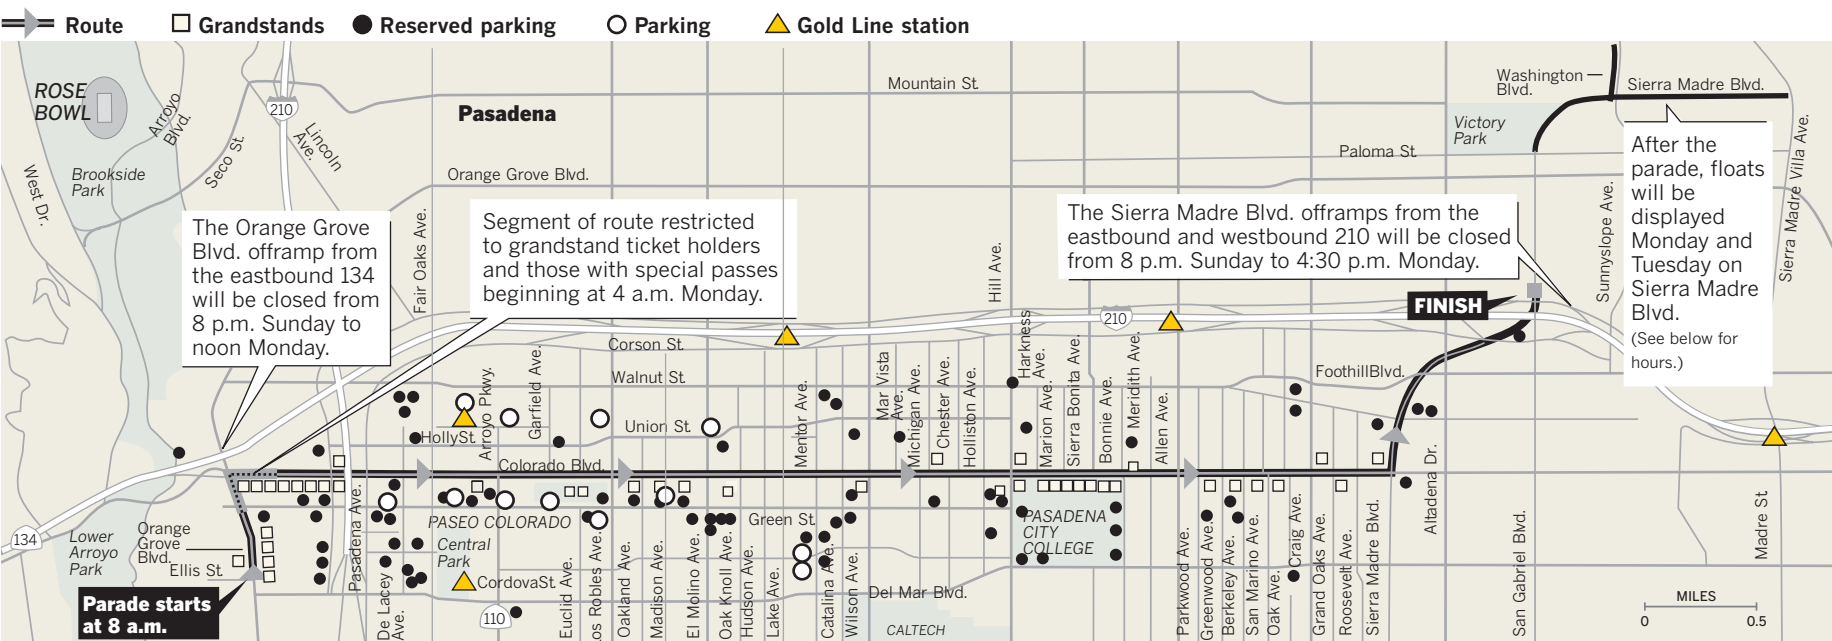 Route
Grandstands
Reserved parking
Parking
Gold Line station
ROSE
BOWL
Arroyo
Blvd.
210
Lincoln
Ave.
Seco St.
Brookside
Park
West Dr.
Pasadena
Mountain St.
Orange Grove Blvd.
Paloma St.
Victory
Park
Washington
Blvd.
Sierra Madre Blvd.
Sierra Madre Villa Ave.
After the
parade, floats
will be
displayed
Monday and
Tuesday on
Sierra Madre
Blvd.
(See below for
hours.)
Sunnyslope Ave.
The Orange Grove
Blvd. offramp from
the eastbound 134
will be closed from
8 p.m. Sunday to
noon Monday.
Fair Oaks Ave.
Segment of route restricted
to grandstand ticket holders
and those with special passes
beginning at 4 a.m. Monday.
The Sierra Madre Blvd. offramps from the
eastbound and westbound 210 will be closed
from 8 p.m. Sunday to 4:30 p.m. Monday.
Hill Ave.
FINISH
210
Corson St.
Walnut St.
FoothillBlvd.
Union St.
HollySt.
Arroyo Pkwy.
Garfield Ave.
Mentor Ave.
Mar Vista
Ave.
Michigan Ave.
Chester Ave.
Holliston Ave.
Harkness
Ave.
Marion Ave.
Sierra Bonita Ave.
Bonnie Ave.
Meridith Ave.
Allen Ave.
Colorado Blvd.
Altadena Dr.
134
Lower
Arroyo
Park
Orange
Grove
Blvd.
Ellis St.
Parade starts
at 8 a.m.
Pasadena Ave.
De Lacey
Ave.
PASEO COLORADO
Central
Park
CordovaSt.
110
Green St.
Euclid Ave.
Los Robles Ave.
Oakland Ave.
Madison Ave.
El Molino Ave.
Oak Knoll Ave.
Hudson Ave.
Lake Ave.
Catalina Ave.
Wilson Ave.
Del Mar Blvd.
CALTECH
PASADENA
CITY
COLLEGE
Parkwood Ave.
Greenwood Ave.
Berkeley Ave.
San Marino Ave.
Oak Ave.
Craig Ave.
Grand Oaks Ave.
Roosevelt Ave.
Sierra Madre Blvd.
San Gabriel Blvd.
Madre St.
MILES
0
0.5